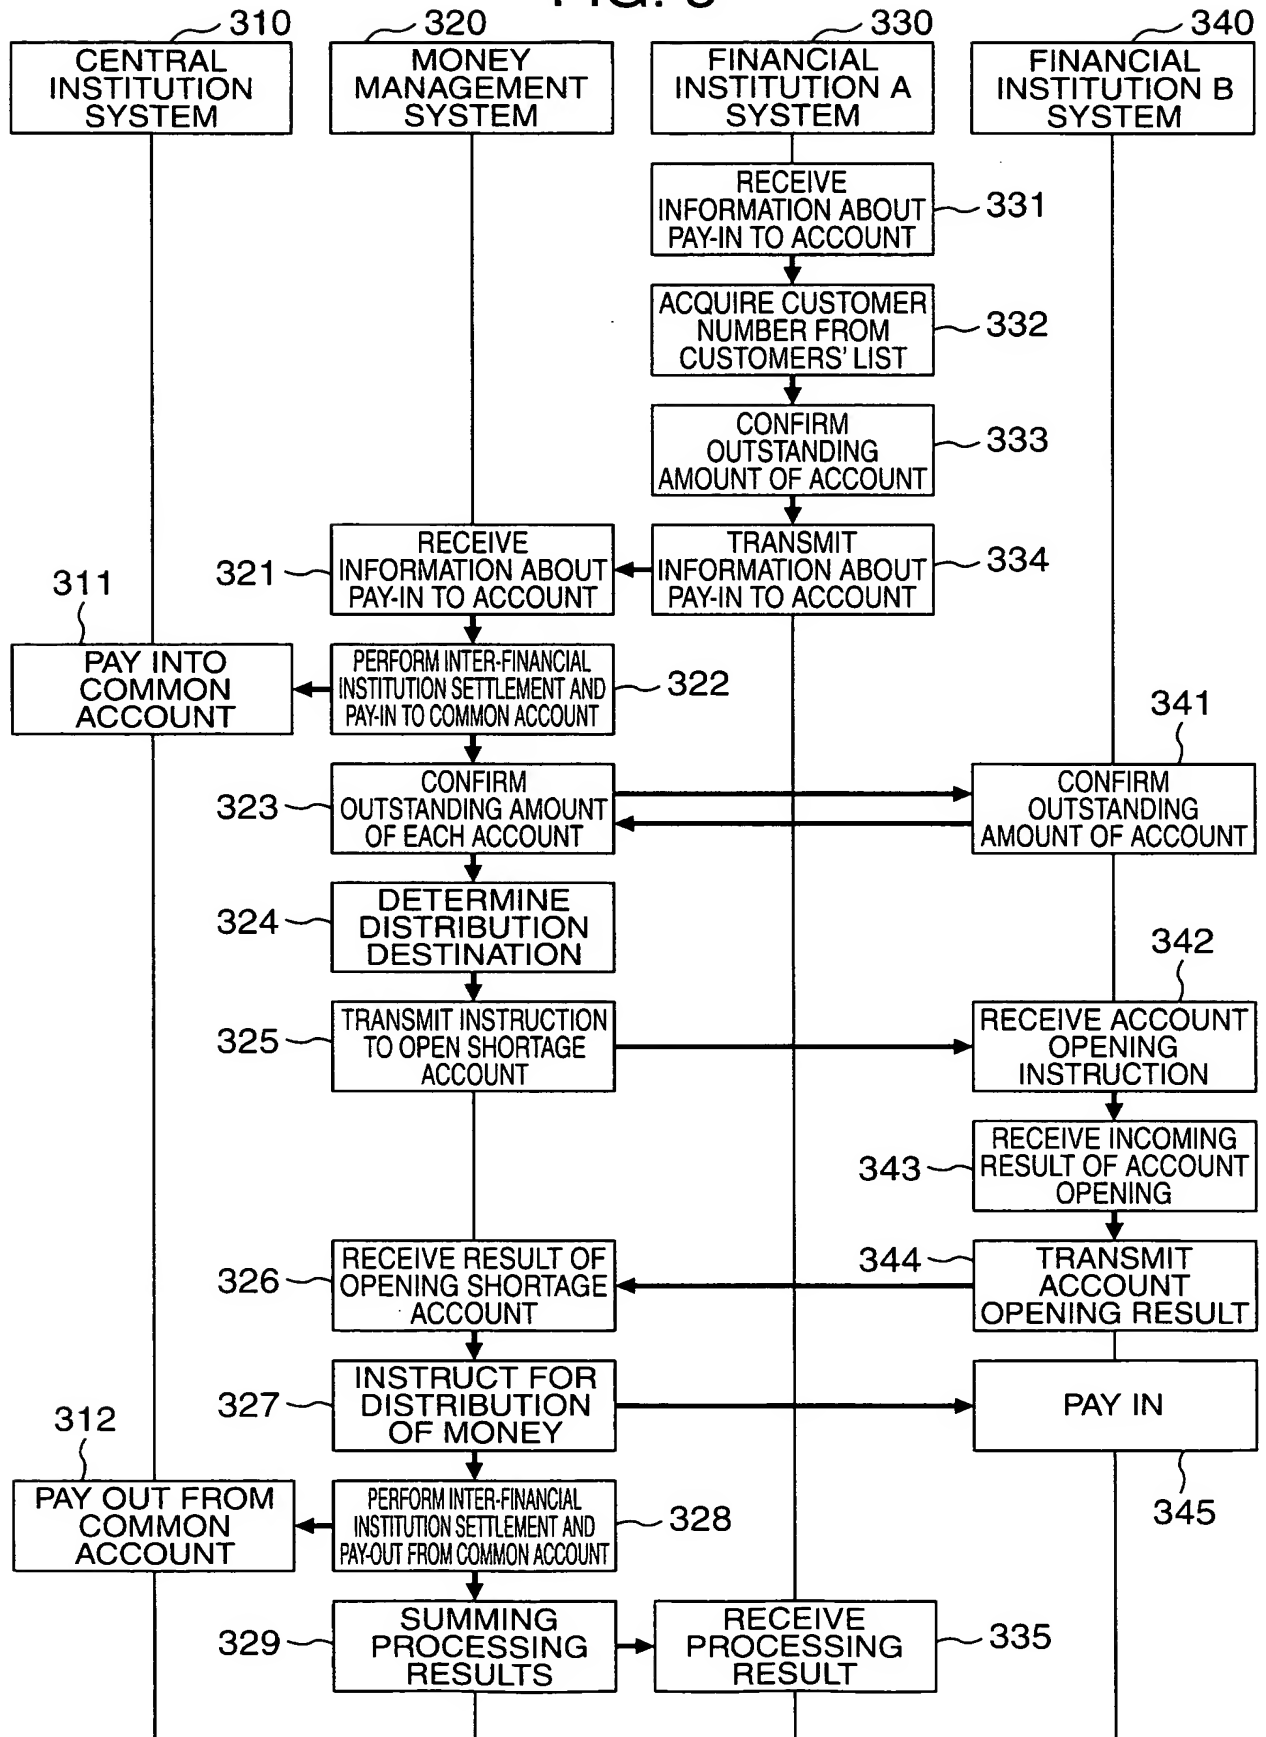 310
320
330
340
CENTRAL
INSTITUTION
SYSTEM
MONEY
MANAGEMENT
SYSTEM
FINANCIAL
INSTITUTION A
SYSTEM
FINANCIAL
INSTITUTION B
SYSTEM
RECEIVE
INFORMATION ABOUT
PAY-IN TO ACCOUNT
331
ACQUIRE CUSTOMER
NUMBER FROM
CUSTOMERS' LIST
332
CONFIRM
OUTSTANDING
AMOUNT OF ACCOUNT
333
321
RECEIVE
INFORMATION ABOUT
PAY-IN TO ACCOUNT
TRANSMIT
INFORMATION ABOUT
PAY-IN TO ACCOUNT
334
311
PAY INTO
COMMON
ACCOUNT
PERFORM INTER-FINANCIAL
INSTITUTION SETTLEMENT AND
PAY-IN TO COMMON ACCOUNT
322
341
323
CONFIRM
OUTSTANDING AMOUNT
OF EACH ACCOUNT
CONFIRM
OUTSTANDING
AMOUNT OF ACCOUNT
324
DETERMINE
DISTRIBUTION
DESTINATION
342
325
TRANSMIT INSTRUCTION
TO OPEN SHORTAGE
ACCOUNT
RECEIVE ACCOUNT
OPENING
INSTRUCTION
343
RECEIVE INCOMING
RESULT OF ACCOUNT
OPENING
326
RECEIVE RESULT OF
OPENING SHORTAGE
ACCOUNT
344
TRANSMIT
ACCOUNT
OPENING RESULT
327
INSTRUCT FOR
DISTRIBUTION
OF MONEY
PAY IN
345
312
PAY OUT FROM
COMMON
ACCOUNT
PERFORM INTER-FINANCIAL
INSTITUTION SETTLEMENT AND
PAY-OUT FROM COMMON ACCOUNT
328
329
SUMMING
PROCESSING
RESULTS
RECEIVE
PROCESSING
RESULT
335